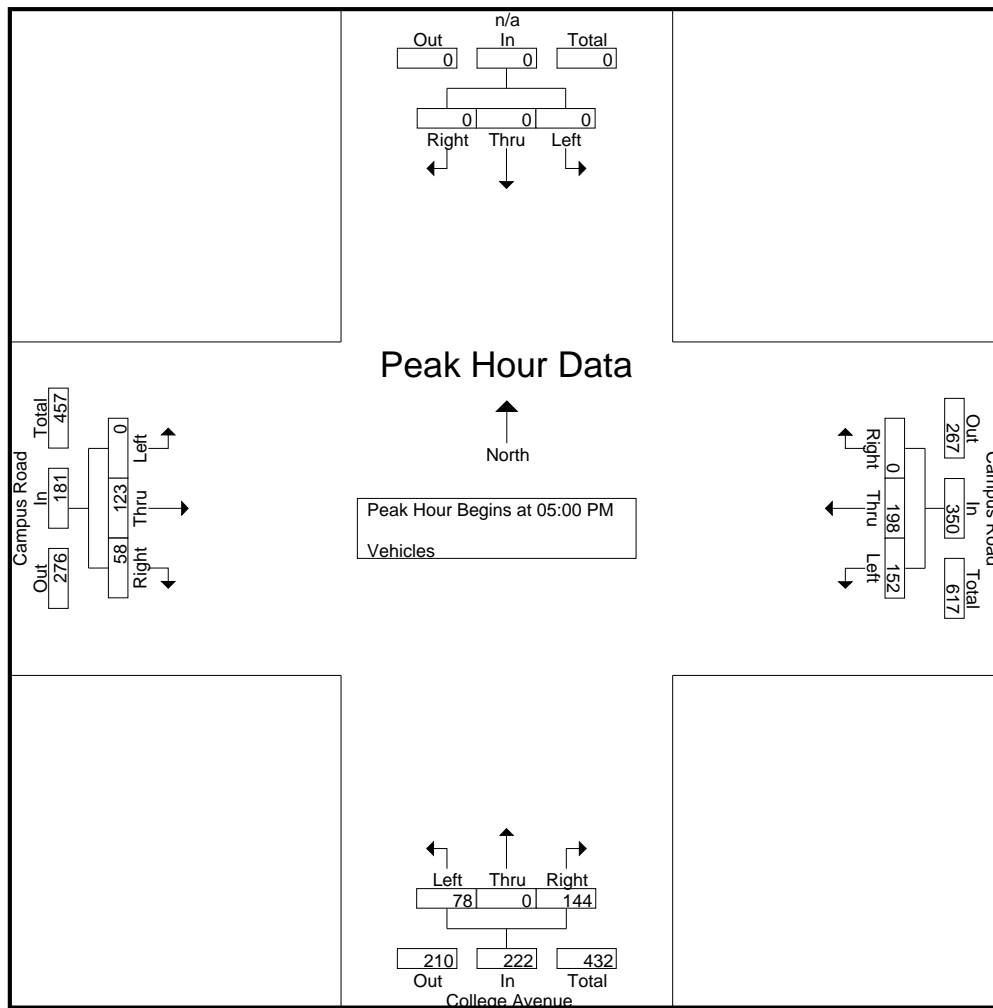 n/a
Out In Total
0 0 0
0 0 0
Right Thru Left
Peak Hour Data
North
Peak Hour Begins at 05:00 PM
Vehicles
Campus Road
Out In Total
276 181 457
58 123 0
Right Thru Left
Campus Road
Out In Total
267 350 617
0 198 152
Right Thru Left
Left Thru Right
78 0 144
210 222 432
Out In Total
College Avenue